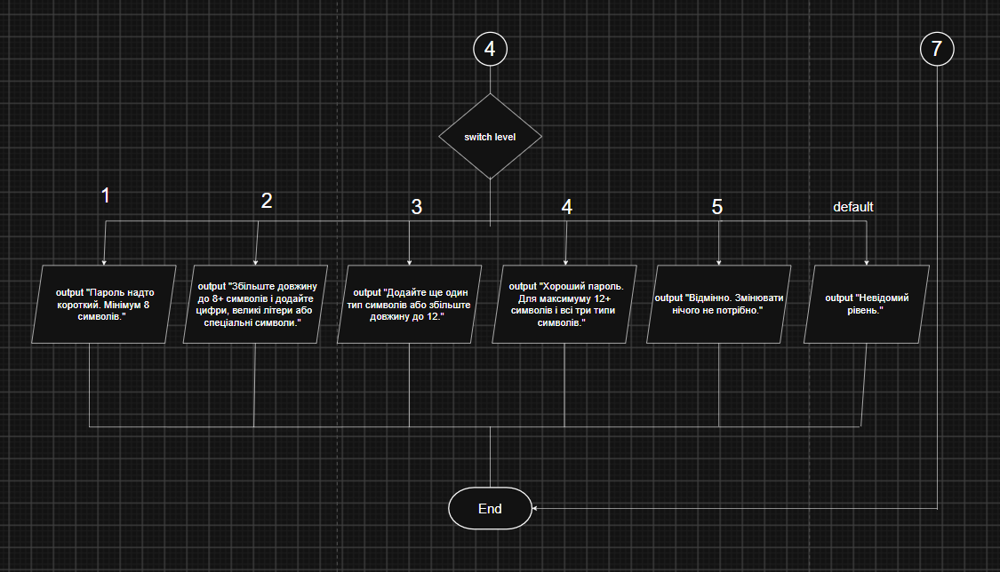 4
7
switch level
1
2
3
4
5
default
output "Пароль надто
короткий. Мінімум 8
символів."
output "Збільште довжину
до 8+ символів і додайте
цифри, великі літери або
спеціальні символи."
output "Додайте ще один
тип символів або збільште
довжину до 12."
output "Хороший пароль.
Для максимуму 12+
символів і всі три типи
символів."
output "Відмінно. Змінювати
нічого не потрібно."
output "Невідомий
рівень."
End